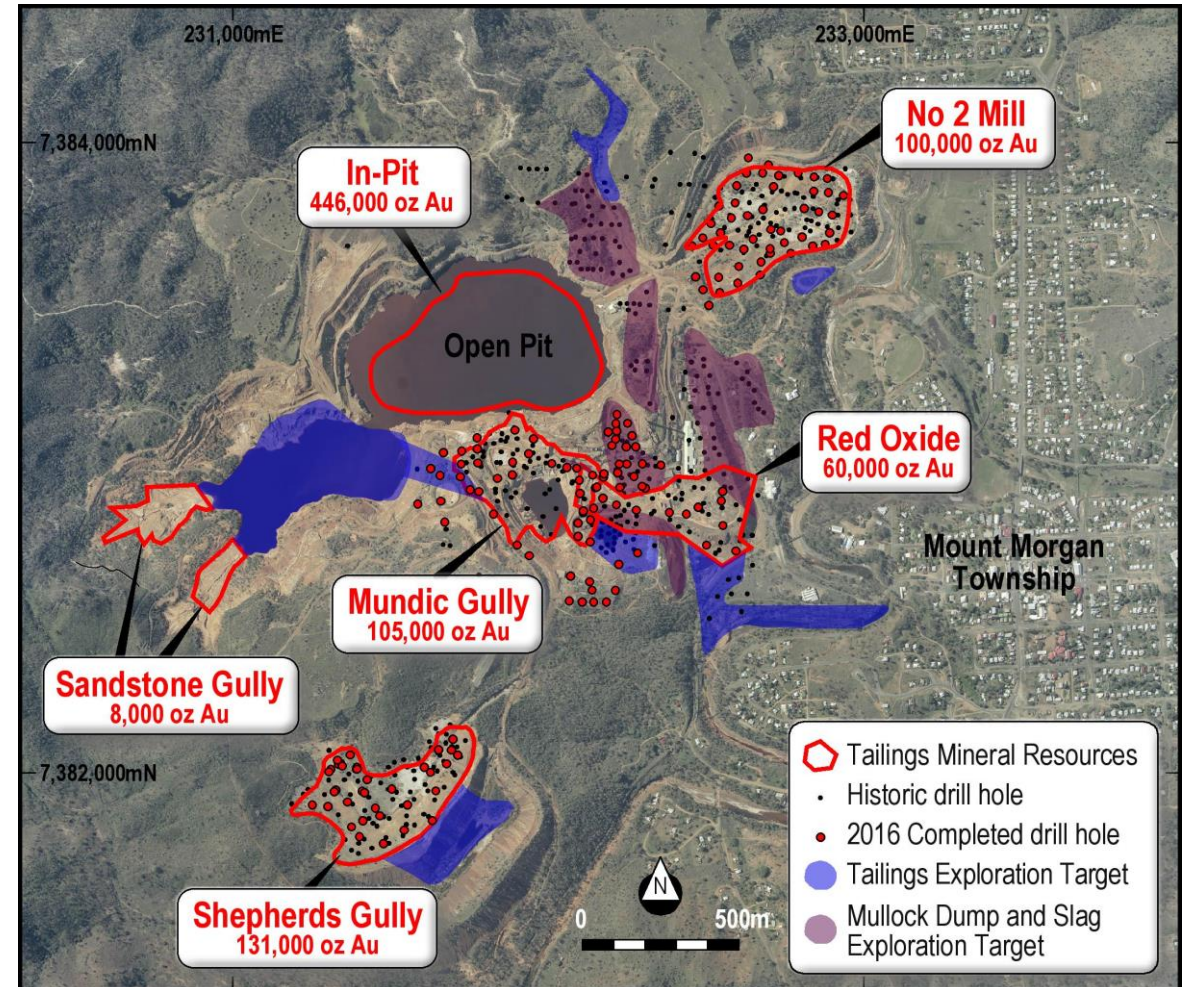 231,000mE
233,000mE
7,384,000mN
No 2 Mill
100,000 oz Au
In-Pit
446,000 oz Au
Open Pit
Red Oxide
60,000 oz Au
Mount Morgan
Township
Mundic Gully
105,000 oz Au
Sandstone Gully
8,000 oz Au
7,382,000mN
Shepherds Gully
131,000 oz Au
N
0
500m
Tailings Mineral Resources
Historic drill hole
2016 Completed drill hole
Tailings Exploration Target
Mullock Dump and Slag
Exploration Target